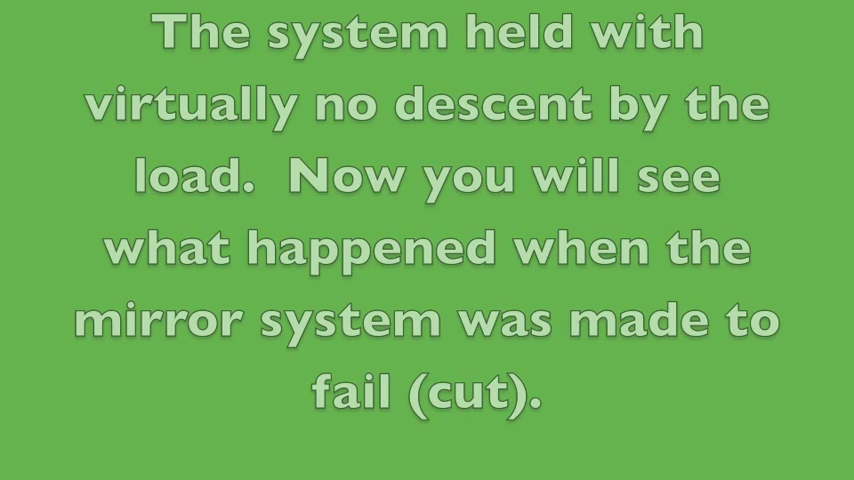 The system held with
virtually no descent by the
load.  Now you will see
what happened when the
mirror system was made to
fail (cut).